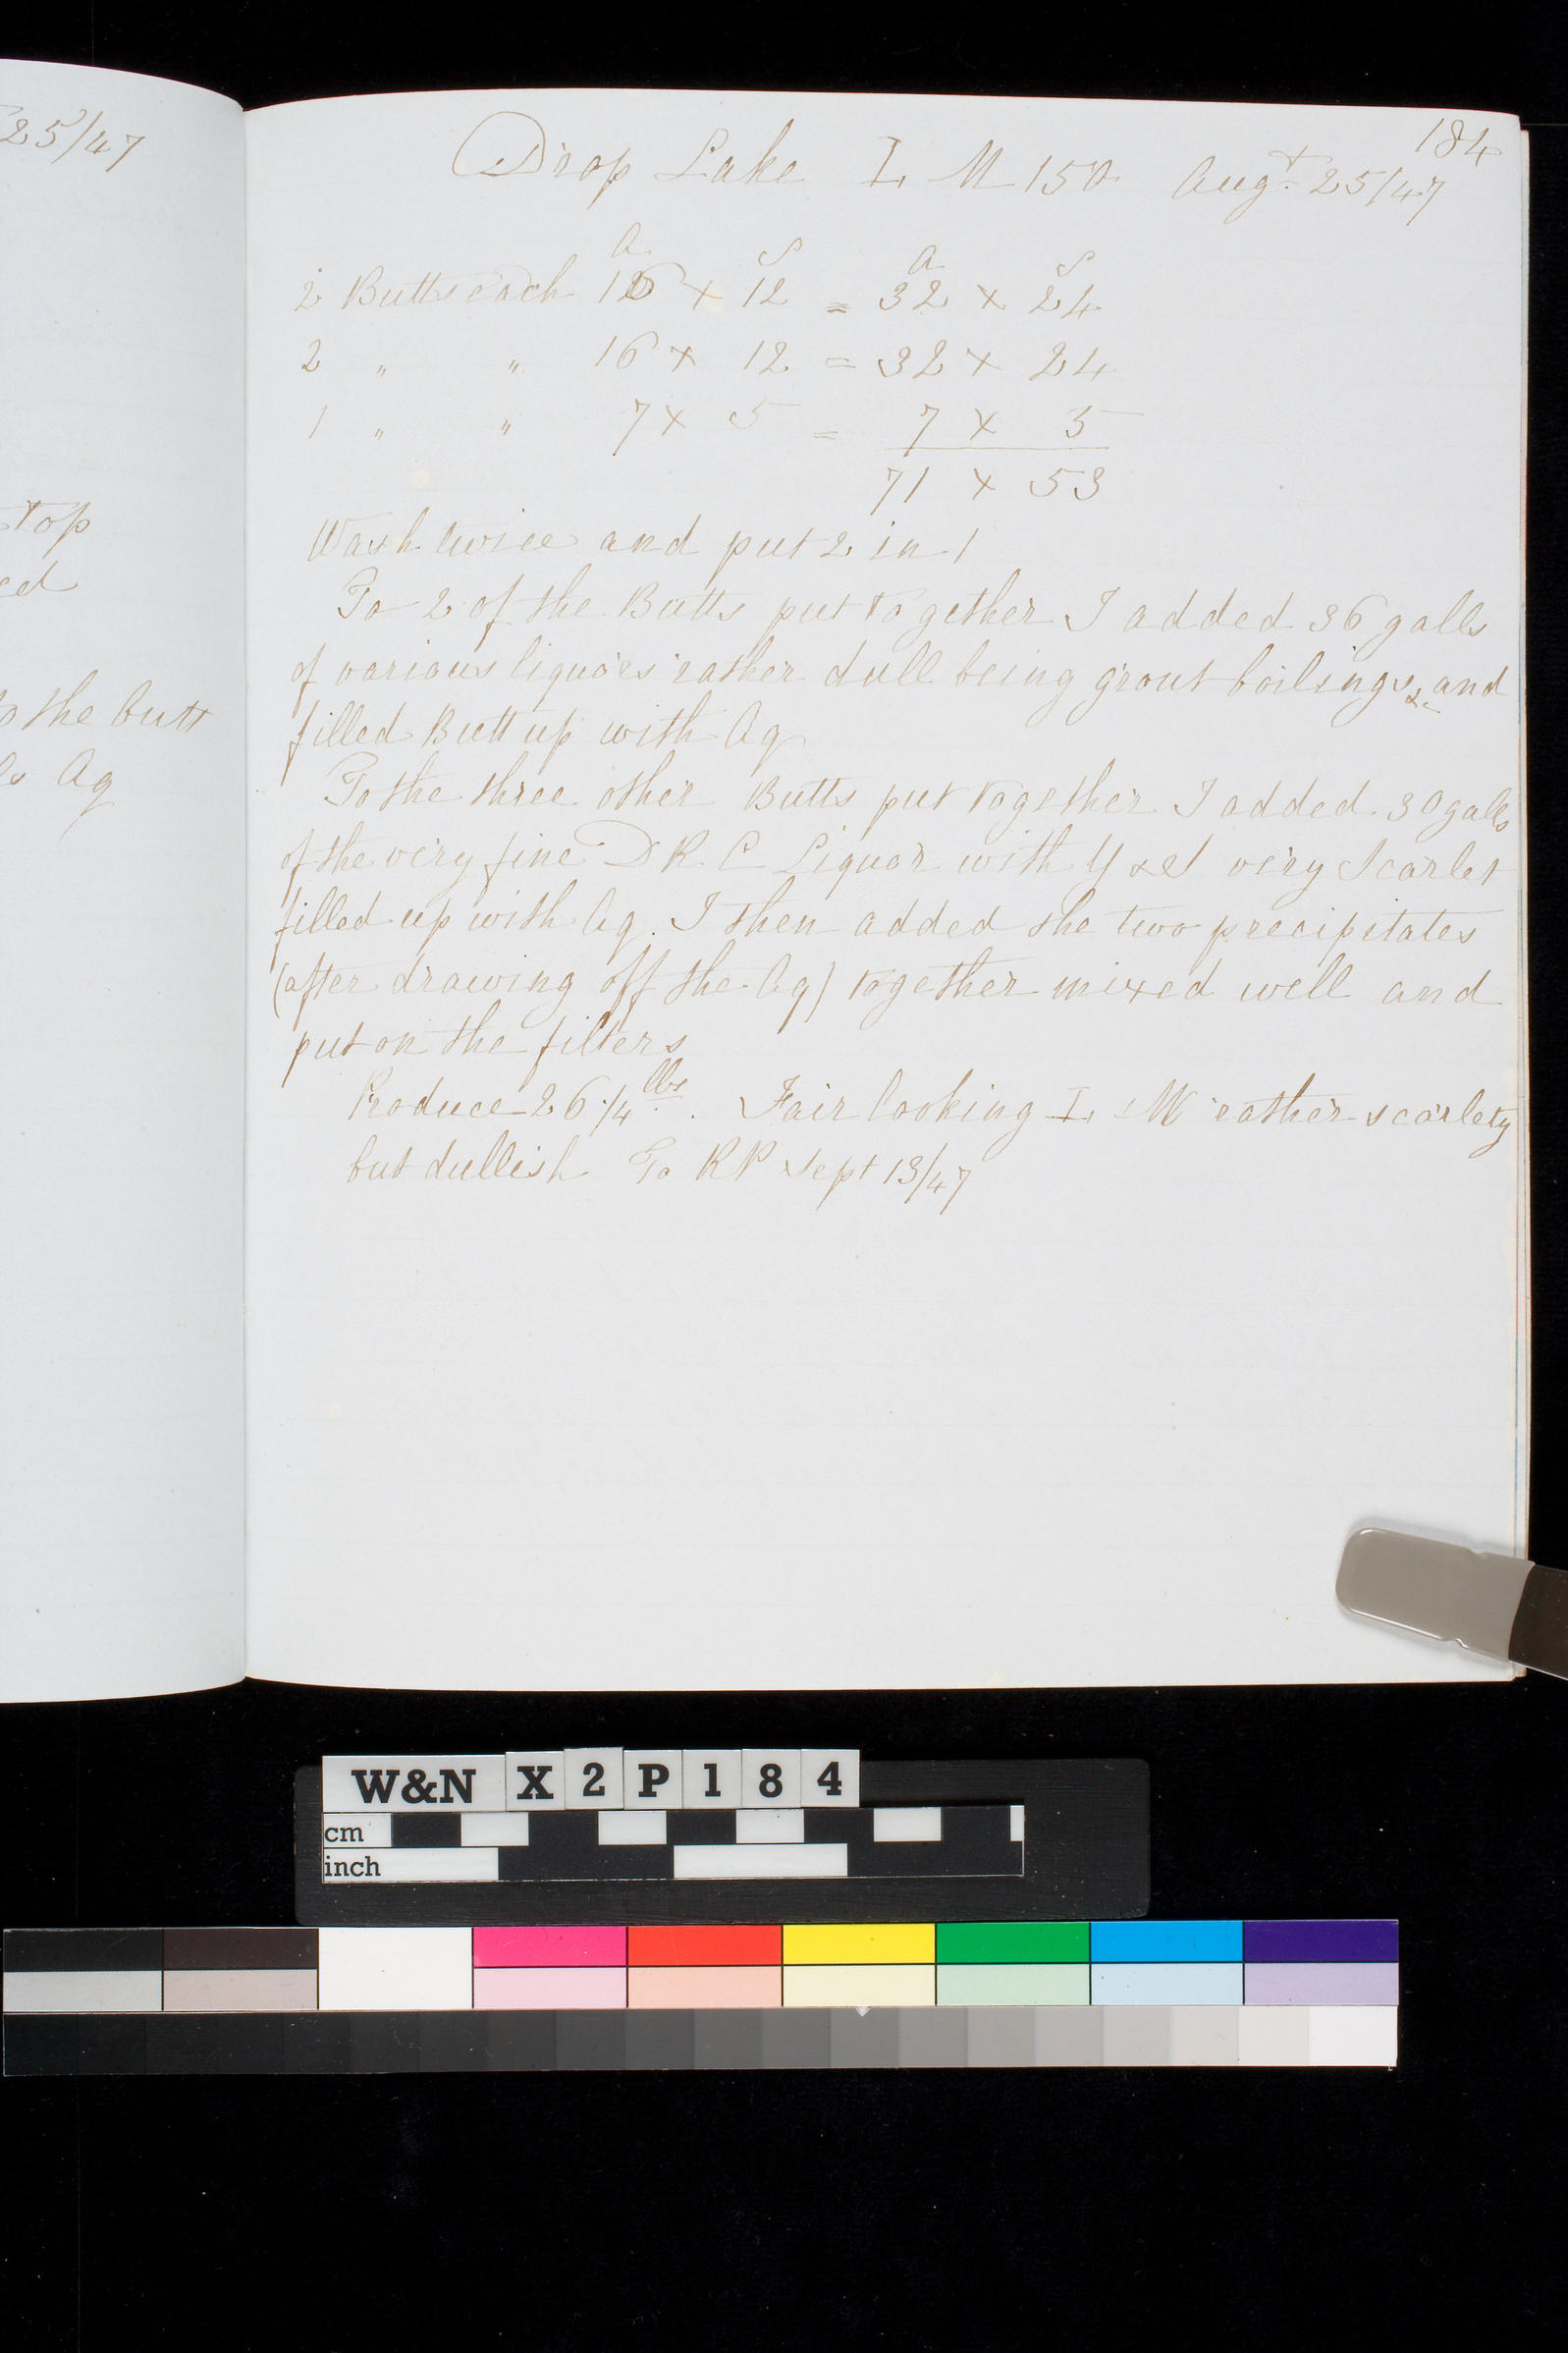 25/47
top
ed
o the butt
ls Aq
184
Drop Lake I, M 150 Augt 25/47
A S A S
2 Butts each 16 x 12 = 32 x 24
2 " " 16 x 12 = 32 x 24
1 " " 7 x 5 = 7 x 5
71 x 53
Wash twice and put 2 in 1
To 2 of the Butts put together I added 36 galls
of various liquors rather dull being grout boilings &c and
filled Butt up with Aq
To the three other Butts put together I added 30 galls
of the very fine D R. C Liquor with Y & S very Scarlet
filled up with Aq. I then added the two precipitates
(after drawing off the Aq) together mixed well and
put on the filters
Produce 26 1/4 lbs. Fair looking I, M rather scarlety
but dullish To RP Sept 13/47
W&N X 2 P 1 8 4
cm
inch